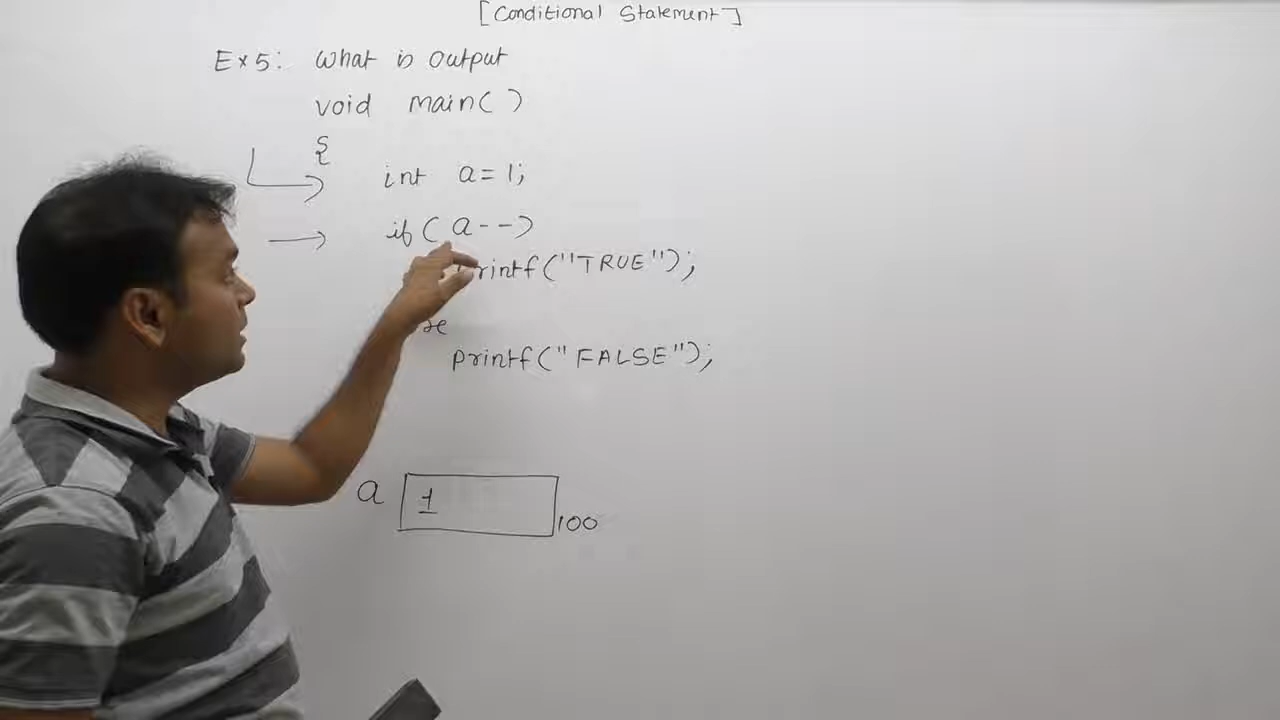 [Conditional Statement]
Ex5: What is output
void main( )
{
int a=1;
if( a--)
printf("TRUE");
printf("FALSE");
a 1 100